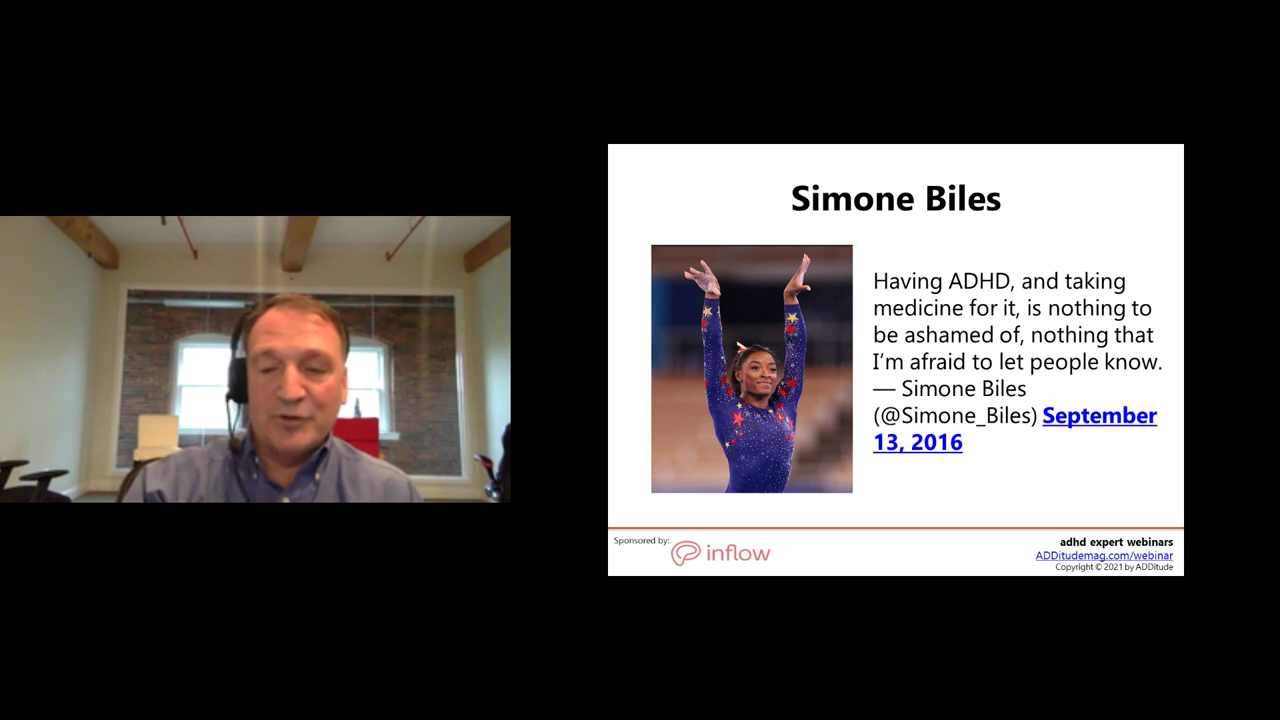 Simone Biles
Having ADHD, and taking
medicine for it, is nothing to
be ashamed of, nothing that
I'm afraid to let people know.
— Simone Biles
(@Simone_Biles) September
13, 2016
Sponsored by:
inflow
adhd expert webinars
ADDitudemag.com/webinar
Copyright © 2021 by ADDitude